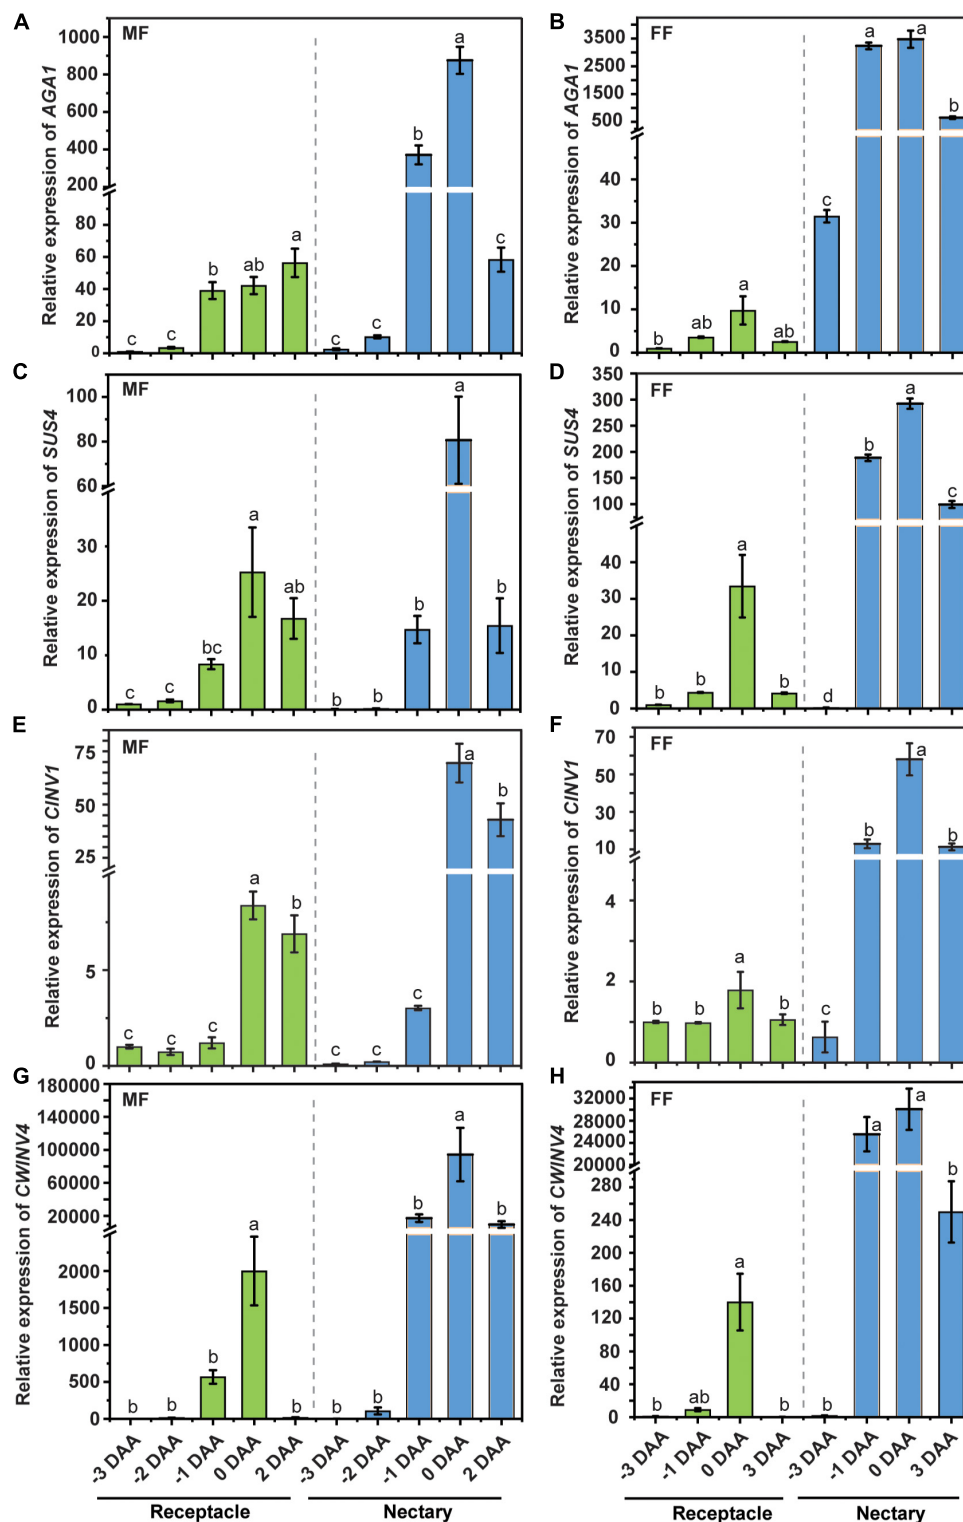 A
MF
Relative expression of AGA1
1000
800
600
400
200
80
60
40
20
0
c
c
b
ab
a
c
c
b
a
c
B
FF
Relative expression of AGA1
3500
2500
1500
500
40
30
20
10
0
b
ab
a
ab
c
a
a
b
C
MF
Relative expression of SUS4
100
80
60
30
20
10
0
c
c
bc
a
ab
b
b
b
a
b
D
FF
Relative expression of SUS4
350
300
250
200
150
100
40
30
20
10
0
b
b
a
b
d
b
a
c
E
MF
Relative expression of CINV1
75
50
25
5
0
c
c
c
a
b
c
c
c
a
b
F
FF
Relative expression of CINV1
70
50
30
10
4
2
0
b
b
a
b
c
b
a
b
G
MF
Relative expression of CWINV4
180000
140000
100000
60000
20000
2000
1500
1000
500
0
b
b
b
a
b
b
b
b
a
b
-3 DAA
-2 DAA
-1 DAA
0 DAA
2 DAA
-3 DAA
-2 DAA
-1 DAA
0 DAA
2 DAA
Receptacle
Nectary
H
FF
Relative expression of CWINV4
32000
28000
24000
20000
280
240
200
160
120
80
40
0
b
ab
a
b
b
a
a
b
-3 DAA
-1 DAA
0 DAA
3 DAA
-3 DAA
-1 DAA
0 DAA
3 DAA
Receptacle
Nectary